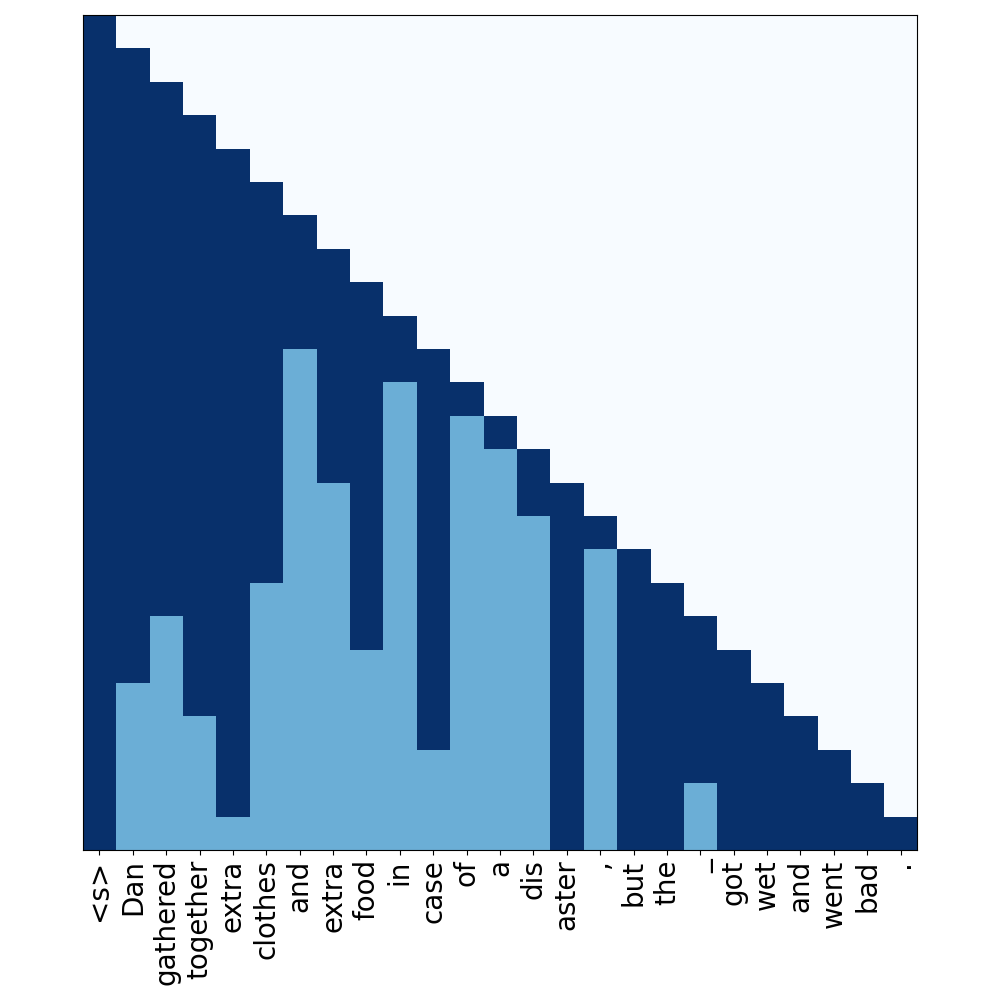 <s>
Dan
gathered
together
extra
clothes
and
extra
food
in
case
of
a
dis
aster
,
but
the
_
got
wet
and
went
bad
.